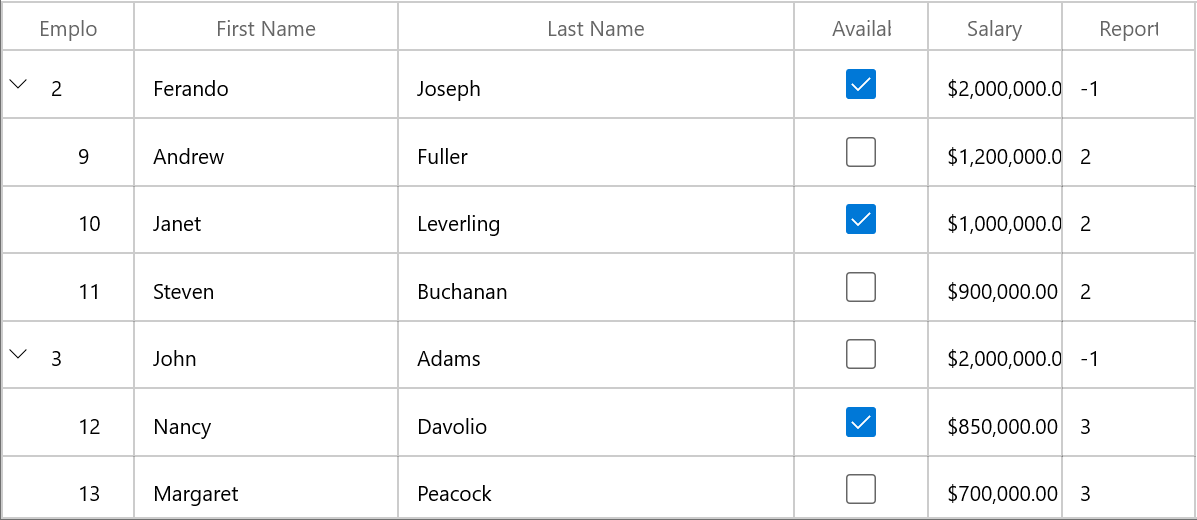 Emplo First Name Last Name Availab Salary Report
2 Ferando Joseph $2,000,000.0 -1
9 Andrew Fuller $1,200,000.0 2
10 Janet Leverling $1,000,000.0 2
11 Steven Buchanan $900,000.00 2
3 John Adams $2,000,000.0 -1
12 Nancy Davolio $850,000.00 3
13 Margaret Peacock $700,000.00 3